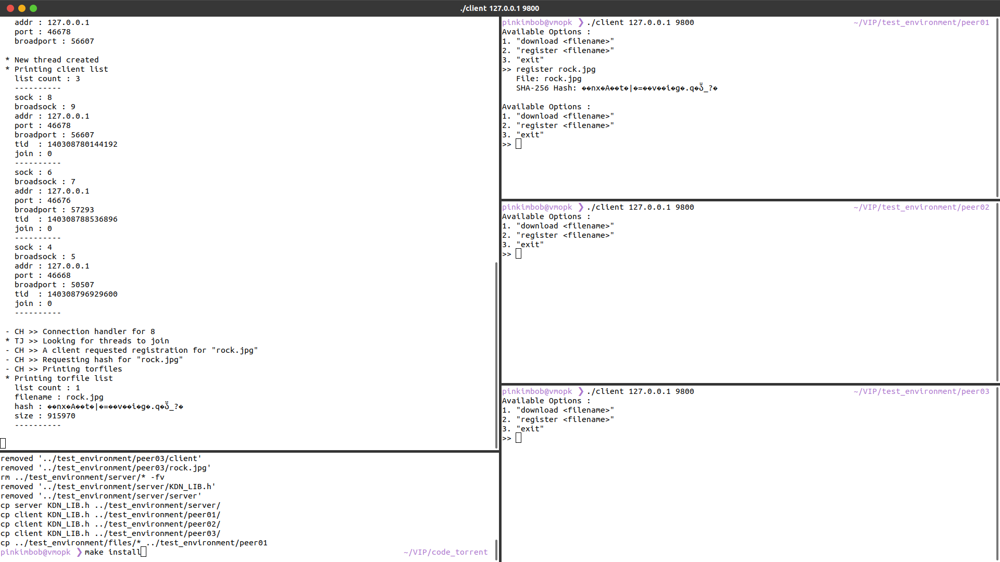 ./client 127.0.0.1 9800
addr : 127.0.0.1
port : 46678
broadport : 56607
* New thread created
* Printing client list
list count : 3
----------
sock : 8
broadsock : 9
addr : 127.0.0.1
port : 46678
broadport : 56607
tid  : 140308780144192
join : 0
----------
sock : 6
broadsock : 7
addr : 127.0.0.1
port : 46676
broadport : 57293
tid  : 140308788536896
join : 0
----------
sock : 4
broadsock : 5
addr : 127.0.0.1
port : 46668
broadport : 50507
tid  : 140308796929600
join : 0
----------
- CH >> Connection handler for 8
* TJ >> Looking for threads to join
- CH >> A client requested registration for "rock.jpg"
- CH >> Requesting hash for "rock.jpg"
- CH >> Printing torfiles
* Printing torfile list
list count : 1
filename : rock.jpg
hash :
size : 915970
----------
removed '../test_environment/peer03/client'
removed '../test_environment/peer03/rock.jpg'
rm ../test_environment/server/* -fv
removed '../test_environment/server/KDN_LIB.h'
removed '../test_environment/server/server'
cp server KDN_LIB.h ../test_environment/server/
cp client KDN_LIB.h ../test_environment/peer01/
cp client KDN_LIB.h ../test_environment/peer02/
cp client KDN_LIB.h ../test_environment/peer03/
cp ../test_environment/files/* ../test_environment/peer01
pinkimbob@vmopk ❯ make install ~/VIP/code_torrent
pinkimbob@vmopk ❯ ./client 127.0.0.1 9800 ~/VIP/test_environment/peer01
Available Options :
1. "download <filename>"
2. "register <filename>"
3. "exit"
>> register rock.jpg
File: rock.jpg
SHA-256 Hash:
Available Options :
1. "download <filename>"
2. "register <filename>"
3. "exit"
>>
pinkimbob@vmopk ❯ ./client 127.0.0.1 9800 ~/VIP/test_environment/peer02
Available Options :
1. "download <filename>"
2. "register <filename>"
3. "exit"
>>
pinkimbob@vmopk ❯ ./client 127.0.0.1 9800 ~/VIP/test_environment/peer03
Available Options :
1. "download <filename>"
2. "register <filename>"
3. "exit"
>>